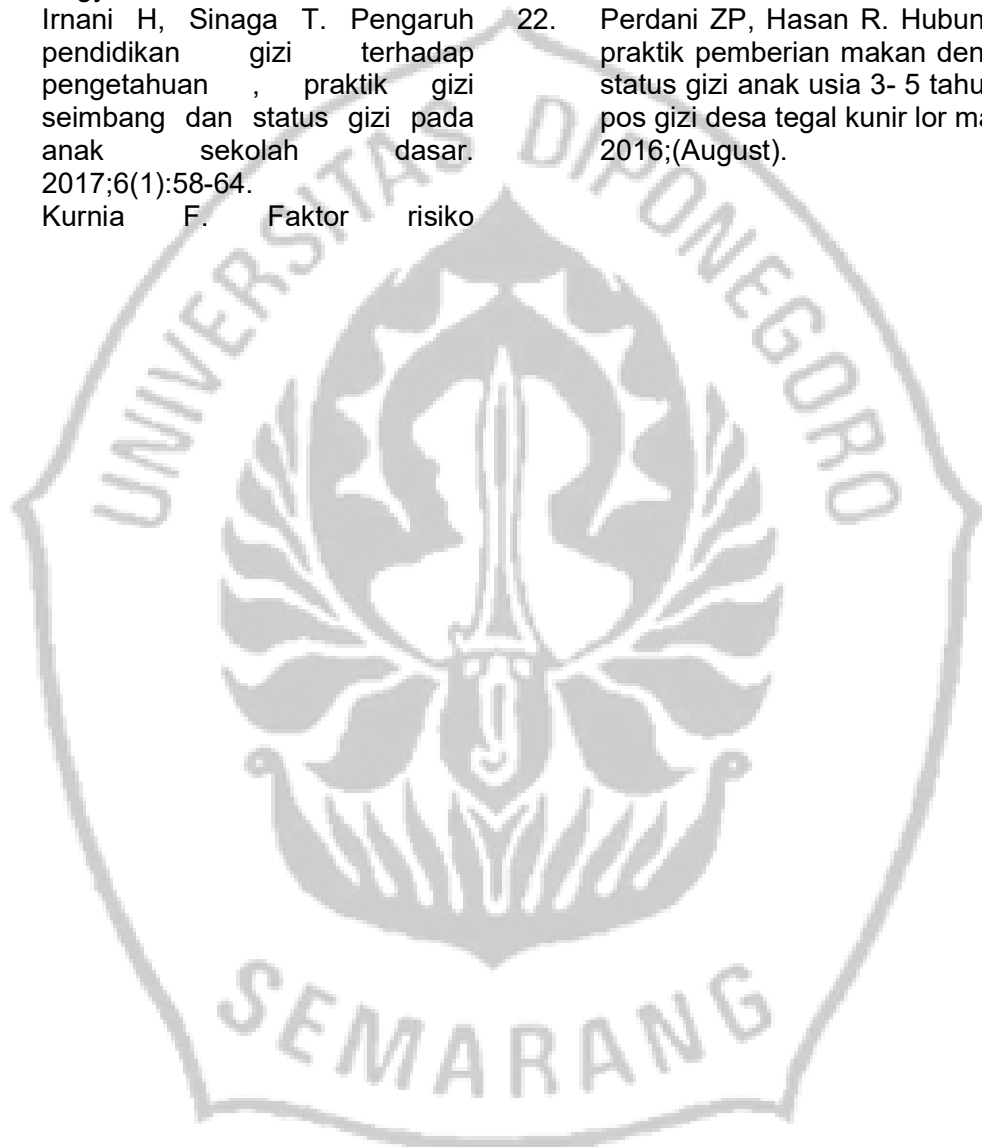 Irnani H, Sinaga T. Pengaruh
pendidikan gizi terhadap
pengetahuan , praktik gizi
seimbang dan status gizi pada
anak sekolah dasar.
2017;6(1):58-64.
Kurnia F. Faktor risiko
22. Perdani ZP, Hasan R. Hubun
praktik pemberian makan den
status gizi anak usia 3- 5 tahu
pos gizi desa tegal kunir lor ma
2016;(August).
UNIVERSITAS DIPONEGORO
SEMARANG